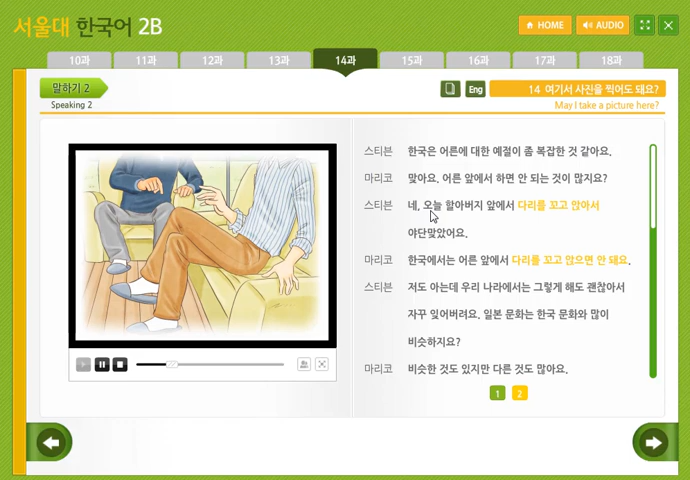 서울대 한국어 2B
HOME
AUDIO
10과 11과 12과 13과 14과 15과 16과 17과 18과
말하기 2
Speaking 2
Eng
14 여기서 사진을 찍어도 돼요?
May I take a picture here?
스티븐 한국은 어른에 대한 예절이 좀 복잡한 것 같아요.
마리코 맞아요. 어른 앞에서 하면 안 되는 것이 많지요?
스티븐 네, 오늘 할아버지 앞에서 다리를 꼬고 앉아서
야단맞았어요.
마리코 한국에서는 어른 앞에서 다리를 꼬고 앉으면 안 돼요.
스티븐 저도 아는데 우리 나라에서는 그렇게 해도 괜찮아서
자꾸 잊어버려요. 일본 문화는 한국 문화와 많이
비슷하지요?
마리코 비슷한 것도 있지만 다른 것도 많아요.
1 2